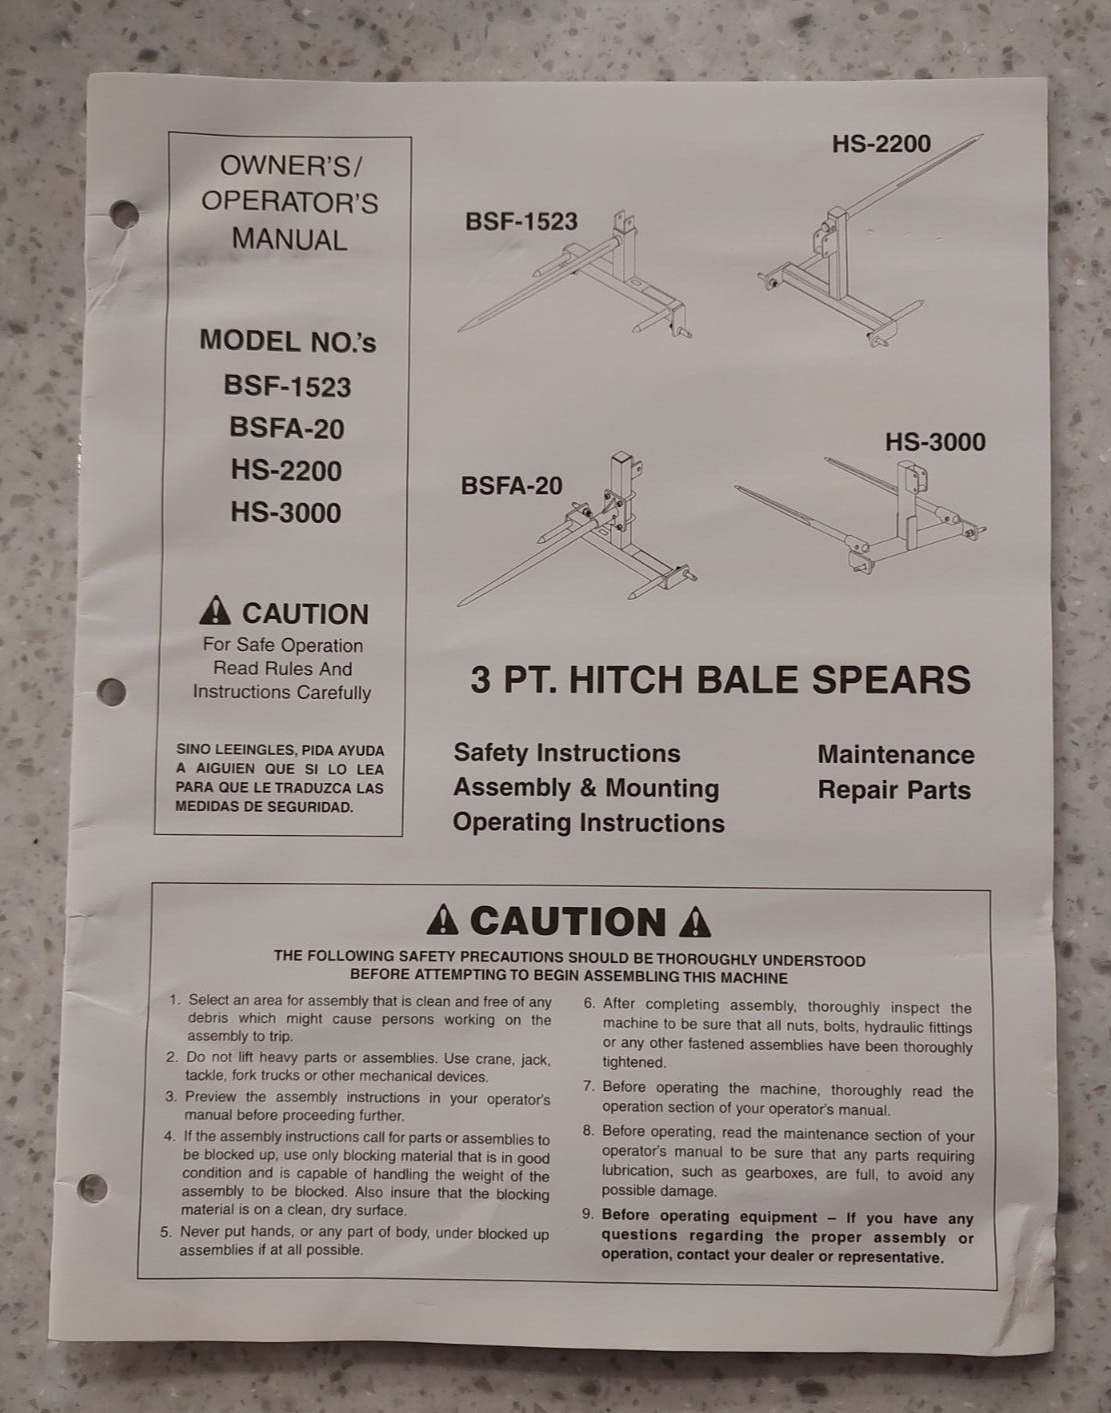 OWNER'S/
OPERATOR'S
MANUAL
MODEL NO.'s
BSF-1523
BSFA-20
HS-2200
HS-3000
CAUTION
For Safe Operation
Read Rules And
Instructions Carefully
SINO LEEINGLES, PIDA AYUDA
A AIGUIEN QUE SI LO LEA
PARA QUE LE TRADUZCA LAS
MEDIDAS DE SEGURIDAD.
BSF-1523
HS-2200
BSFA-20
HS-3000
3 PT. HITCH BALE SPEARS
Safety Instructions
Assembly & Mounting
Operating Instructions
Maintenance
Repair Parts
CAUTION
THE FOLLOWING SAFETY PRECAUTIONS SHOULD BE THOROUGHLY UNDERSTOOD
BEFORE ATTEMPTING TO BEGIN ASSEMBLING THIS MACHINE
1. Select an area for assembly that is clean and free of any
debris which might cause persons working on the
assembly to trip.
2. Do not lift heavy parts or assemblies. Use crane, jack,
tackle, fork trucks or other mechanical devices.
3. Preview the assembly instructions in your operator's
manual before proceeding further.
4. If the assembly instructions call for parts or assemblies to
be blocked up, use only blocking material that is in good
condition and is capable of handling the weight of the
assembly to be blocked. Also insure that the blocking
material is on a clean, dry surface.
5. Never put hands, or any part of body, under blocked up
assemblies if at all possible.
6. After completing assembly, thoroughly inspect the
machine to be sure that all nuts, bolts, hydraulic fittings
or any other fastened assemblies have been thoroughly
tightened.
7. Before operating the machine, thoroughly read the
operation section of your operator's manual.
8. Before operating, read the maintenance section of your
operator's manual to be sure that any parts requiring
lubrication, such as gearboxes, are full, to avoid any
possible damage.
9. Before operating equipment – If you have any
questions regarding the proper assembly or
operation, contact your dealer or representative.